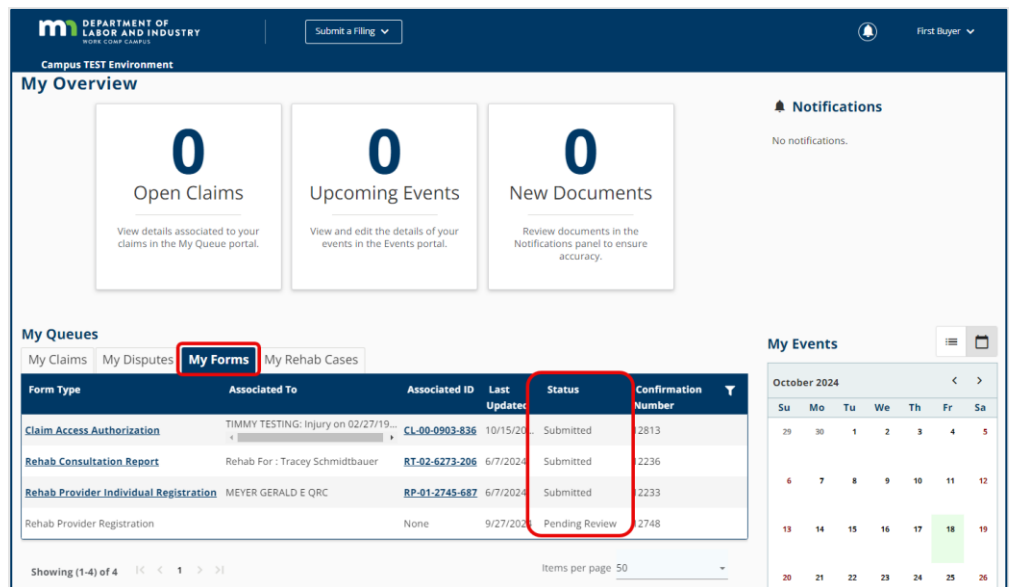 DEPARTMENT OF
LABOR AND INDUSTRY
WORK COMP CAMPUS
Submit a Filing
First Buyer
Campus TEST Environment
My Overview
0
Open Claims
View details associated to your
claims in the My Queue portal.
0
Upcoming Events
View and edit the details of your
events in the Events portal.
0
New Documents
Review documents in the
Notifications panel to ensure
accuracy.
Notifications
No notifications.
My Queues
My Claims My Disputes My Forms My Rehab Cases
Form Type Associated To Associated ID Last Updated Status Confirmation Number
Claim Access Authorization TIMMY TESTING: Injury on 02/27/19... CL-00-0903-836 10/15/20... Submitted 12813
Rehab Consultation Report Rehab For : Tracey Schmidtbauer RT-02-6273-206 6/7/2024 Submitted 12236
Rehab Provider Individual Registration MEYER GERALD E QRC RP-01-2745-687 6/7/2024 Submitted 12233
Rehab Provider Registration None 9/27/2024 Pending Review 12748
Showing (1-4) of 4 1
Items per page 50
My Events
October 2024
Su Mo Tu We Th Fr Sa
29 30 1 2 3 4 5
6 7 8 9 10 11 12
13 14 15 16 17 18 19
20 21 22 23 24 25 26